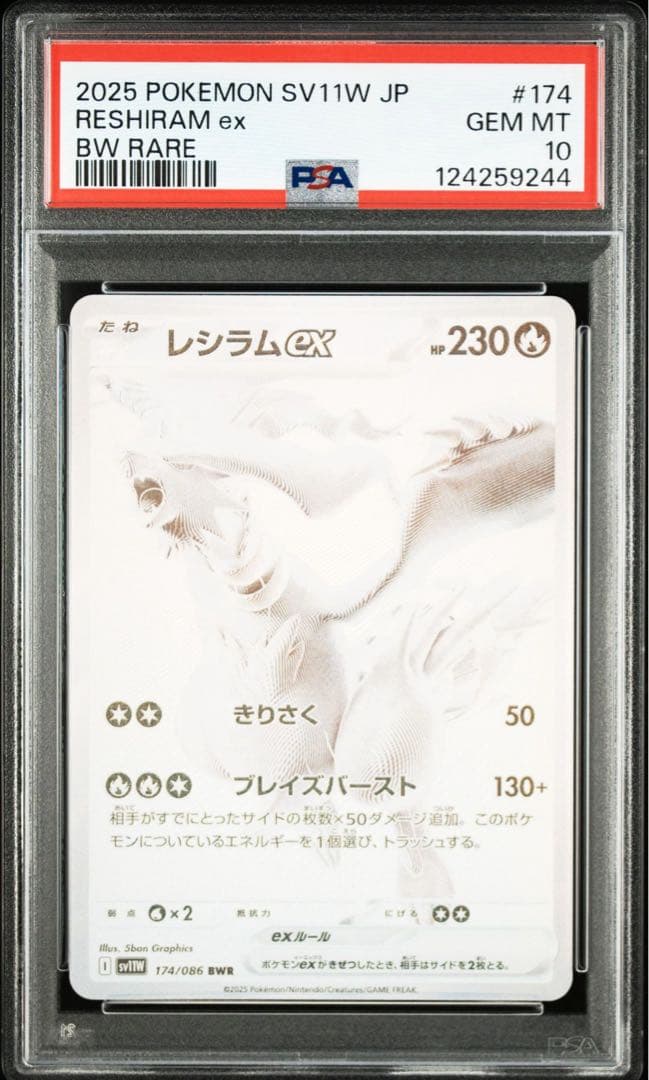 2025 POKEMON SV11W JP #174
RESHIRAM ex GEM MT
BW RARE 10
PSA 124259244
たね レシラムex HP 230
きりさく 50
ブレイズバースト 130+
相手がすでにとったサイドの枚数×50ダメージ追加。このポケ
モンについているエネルギーを1個選び、トラッシュする。
弱点 ×2 抵抗力 にげる
exルール
ポケモンexがきぜつしたとき、相手はサイドを2枚とる。
Illus. 5ban Graphics
I sv11W 174/086 BWR
©2025 Pokémon/Nintendo/Creatures/GAME FREAK.
PSA